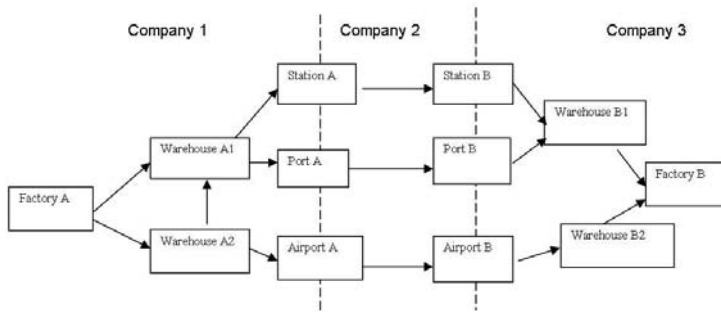 Company 1
Company 2
Company 3
Station A
Station B
Warehouse B1
Warehouse A1
Port A
Port B
Factory B
Factory A
Warehouse A2
Airport A
Airport B
Warehouse B2